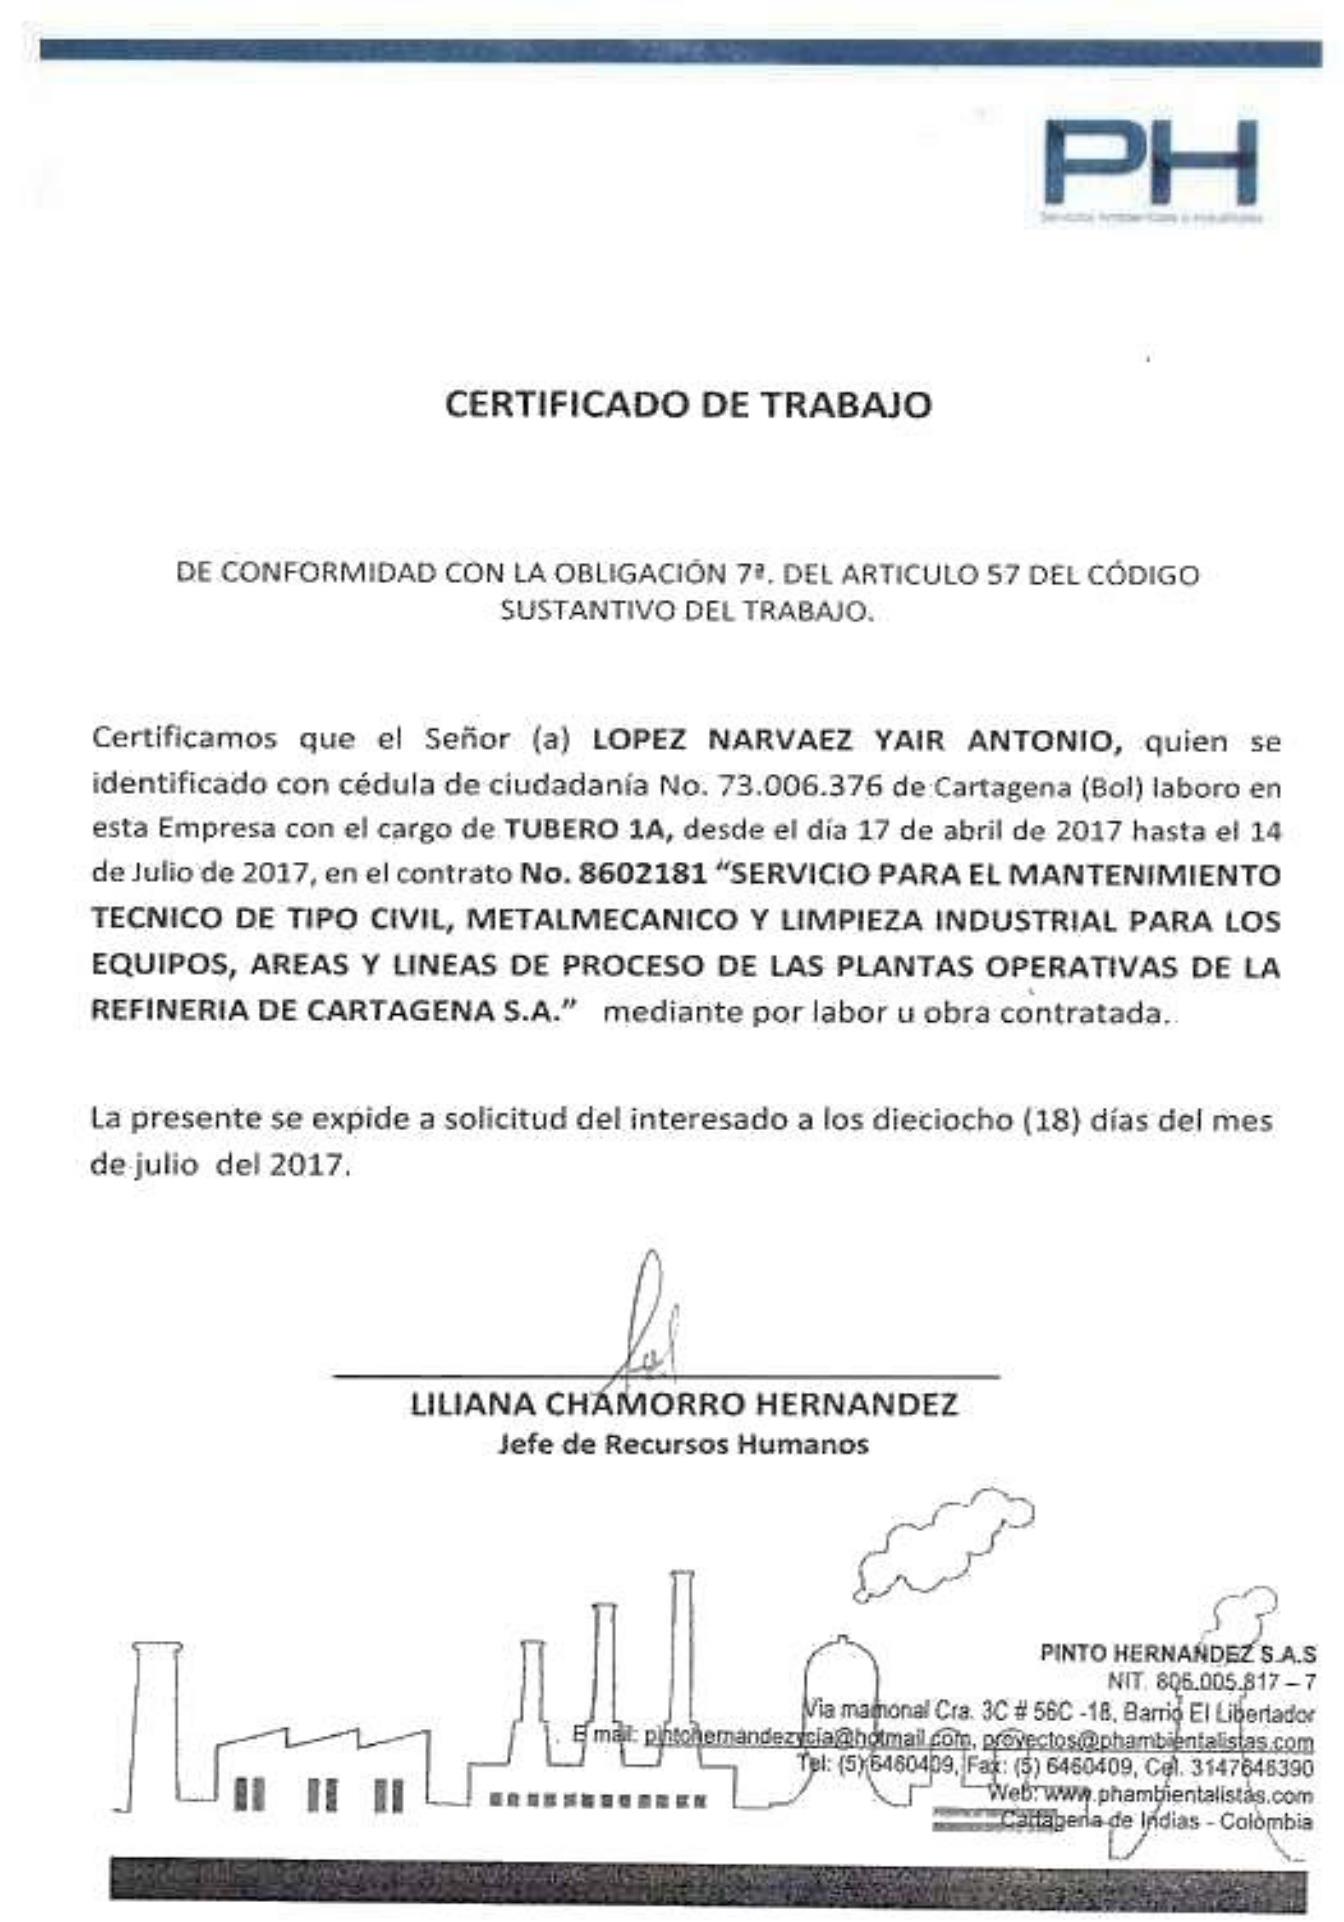 PH
Servicios Ambientales e Industriales
CERTIFICADO DE TRABAJO
DE CONFORMIDAD CON LA OBLIGACIÓN 7ª. DEL ARTICULO 57 DEL CÓDIGO
SUSTANTIVO DEL TRABAJO.
Certificamos que el Señor (a) LOPEZ NARVAEZ YAIR ANTONIO, quien se
identificado con cédula de ciudadanía No. 73.006.376 de Cartagena (Bol) laboro en
esta Empresa con el cargo de TUBERO 1A, desde el día 17 de abril de 2017 hasta el 14
de Julio de 2017, en el contrato No. 8602181 “SERVICIO PARA EL MANTENIMIENTO
TECNICO DE TIPO CIVIL, METALMECANICO Y LIMPIEZA INDUSTRIAL PARA LOS
EQUIPOS, AREAS Y LINEAS DE PROCESO DE LAS PLANTAS OPERATIVAS DE LA
REFINERIA DE CARTAGENA S.A.” mediante por labor u obra contratada.
La presente se expide a solicitud del interesado a los dieciocho (18) días del mes
de julio del 2017.
LILIANA CHAMORRO HERNANDEZ
Jefe de Recursos Humanos
PINTO HERNANDEZ S.A.S
NIT. 806.005.817 – 7
Via mamonal Cra. 3C # 56C -18, Barrio El Libertador
E mail: pintohernandezycia@hotmail.com, proyectos@phambientalistas.com
Tel: (5) 6460409, Fax: (5) 6460409, Cel. 3147646390
Web: www.phambientalistas.com
Cartagena de Indias - Colombia